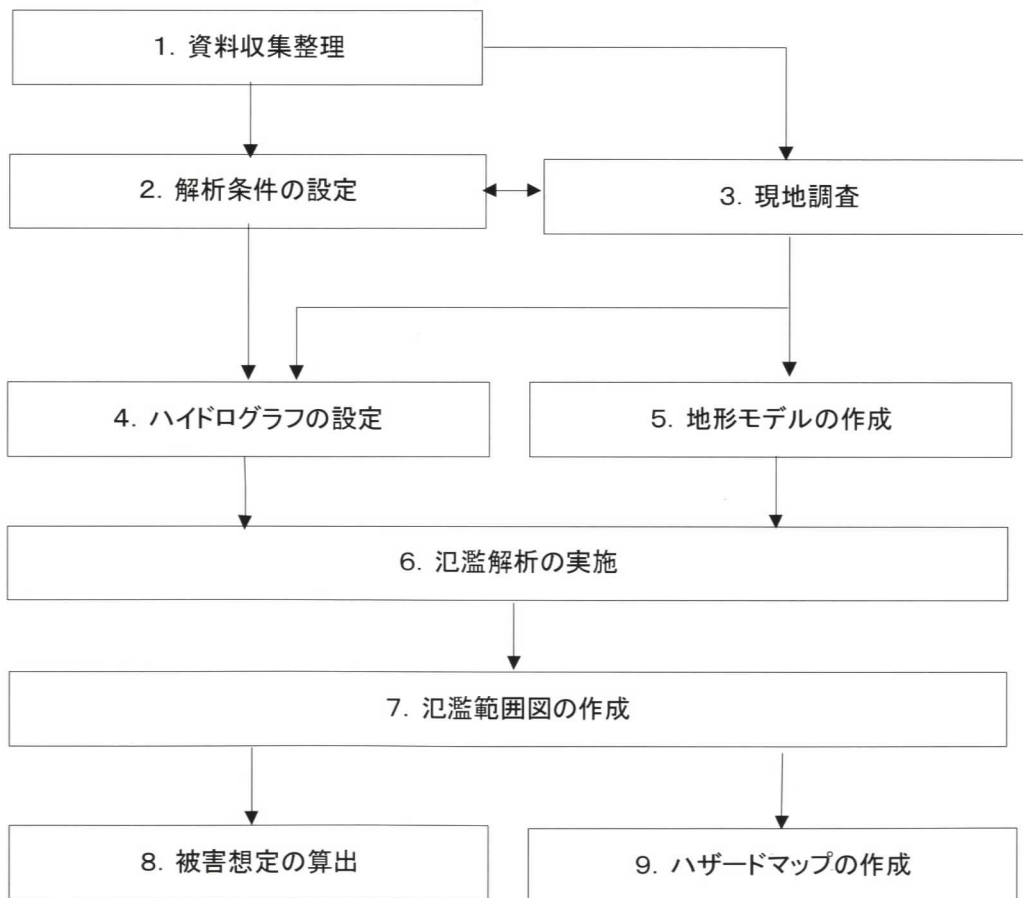 1. 資料収集整理
2. 解析条件の設定
3. 現地調査
4. ハイドログラフの設定
5. 地形モデルの作成
6. 氾濫解析の実施
7. 氾濫範囲図の作成
8. 被害想定の算出
9. ハザードマップの作成